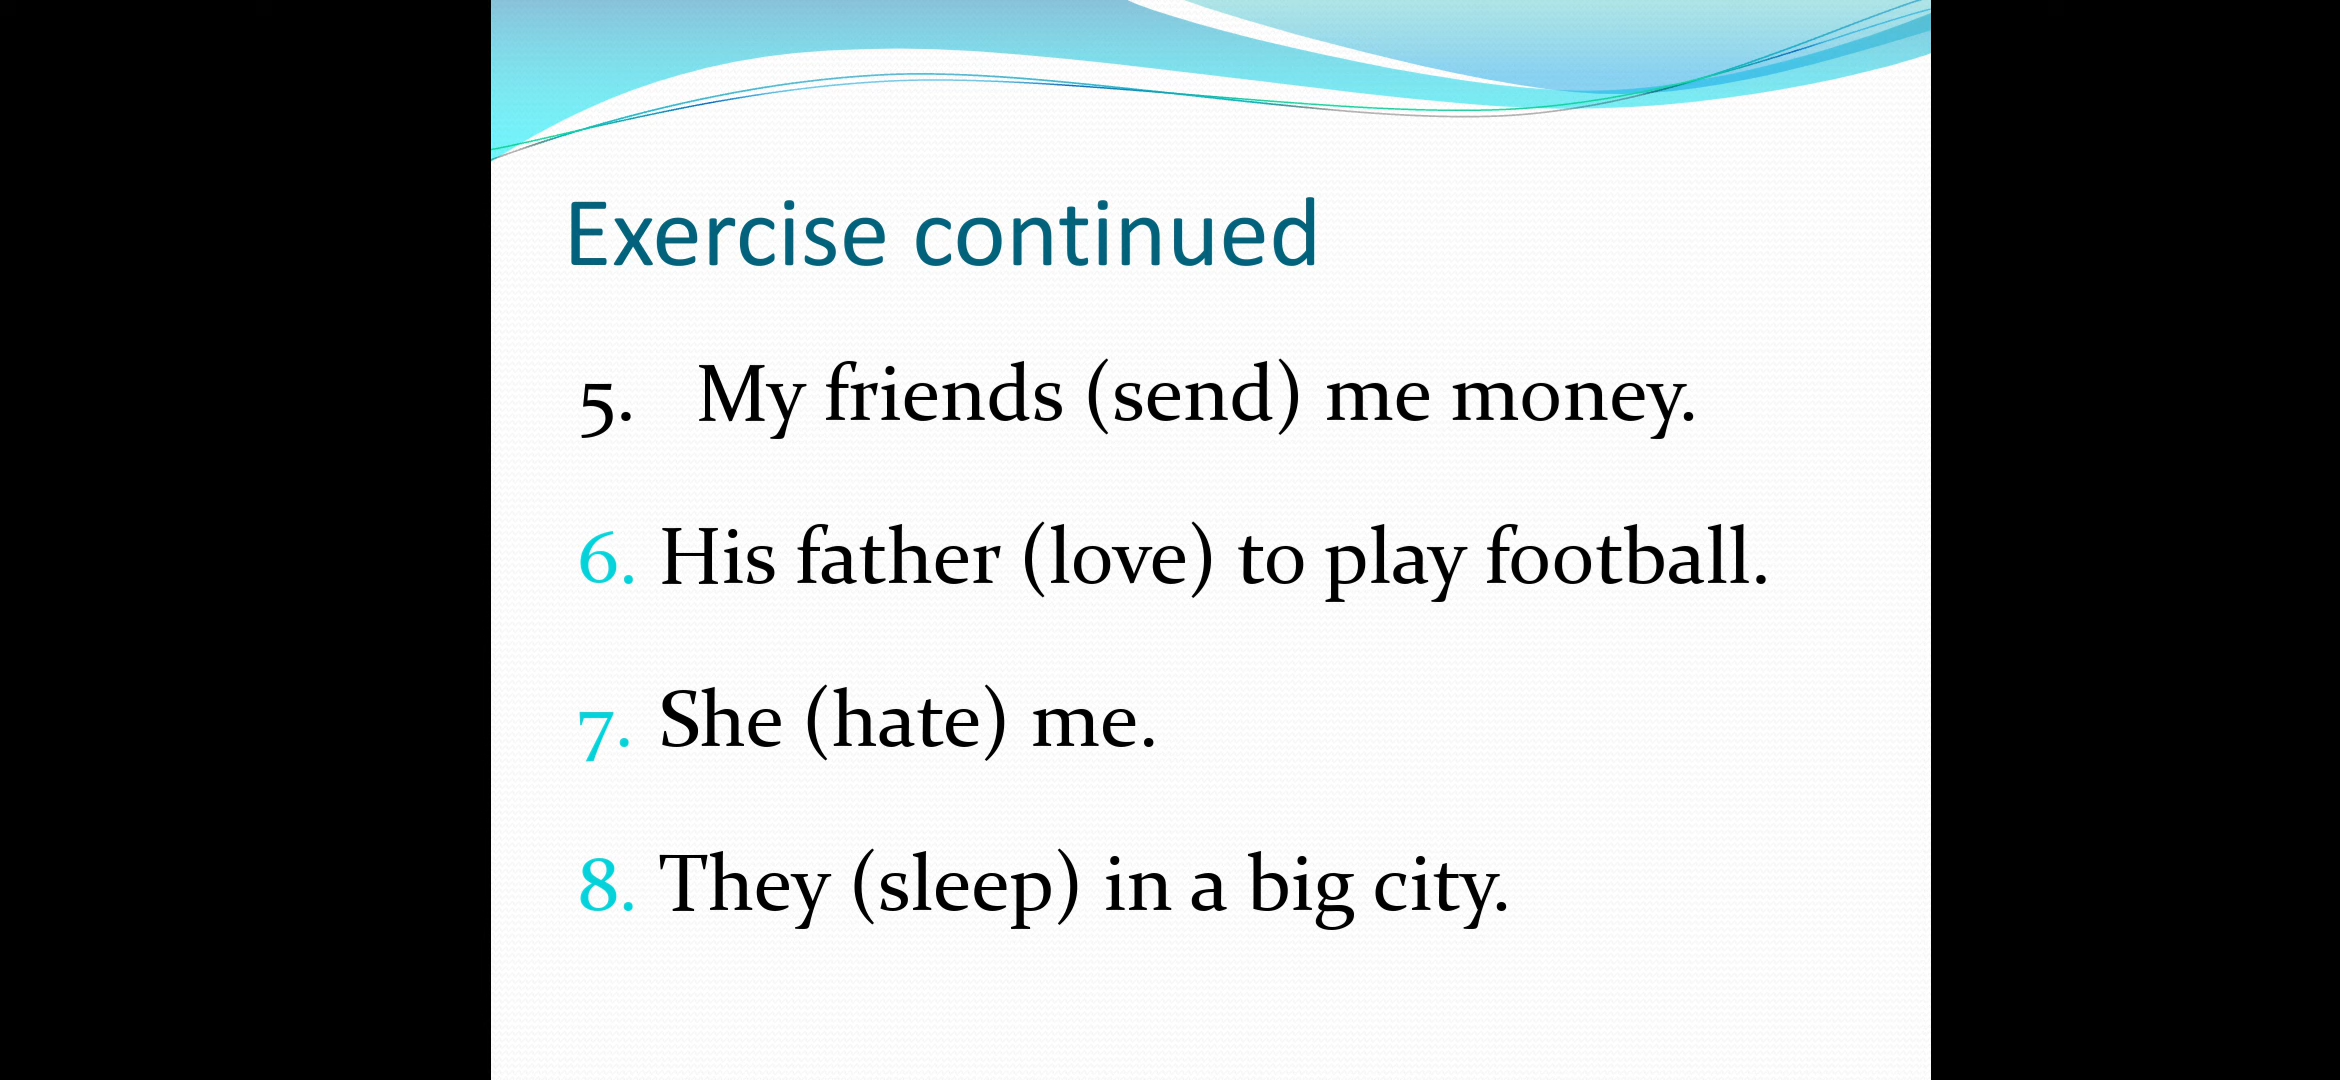 Exercise continued
5. My friends (send) me money.
6. His father (love) to play football.
7. She (hate) me.
8. They (sleep) in a big city.